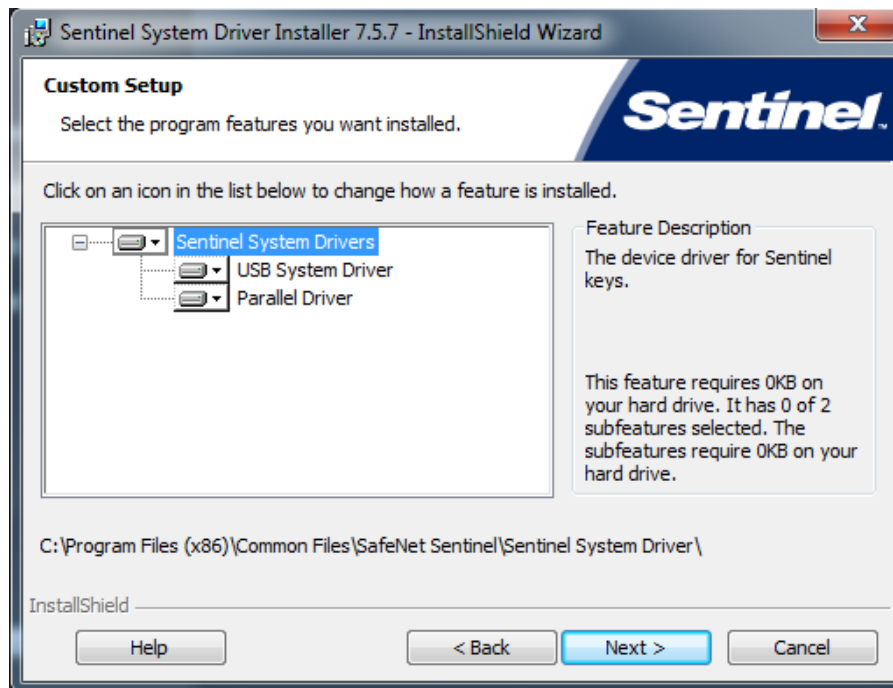 Sentinel System Driver Installer 7.5.7 - InstallShield Wizard
Custom Setup
Select the program features you want installed.
Sentinel™
Click on an icon in the list below to change how a feature is installed.
Sentinel System Drivers
USB System Driver
Parallel Driver
Feature Description
The device driver for Sentinel
keys.
This feature requires 0KB on
your hard drive. It has 0 of 2
subfeatures selected. The
subfeatures require 0KB on your
hard drive.
C:\Program Files (x86)\Common Files\SafeNet Sentinel\Sentinel System Driver\
InstallShield
Help
< Back
Next >
Cancel